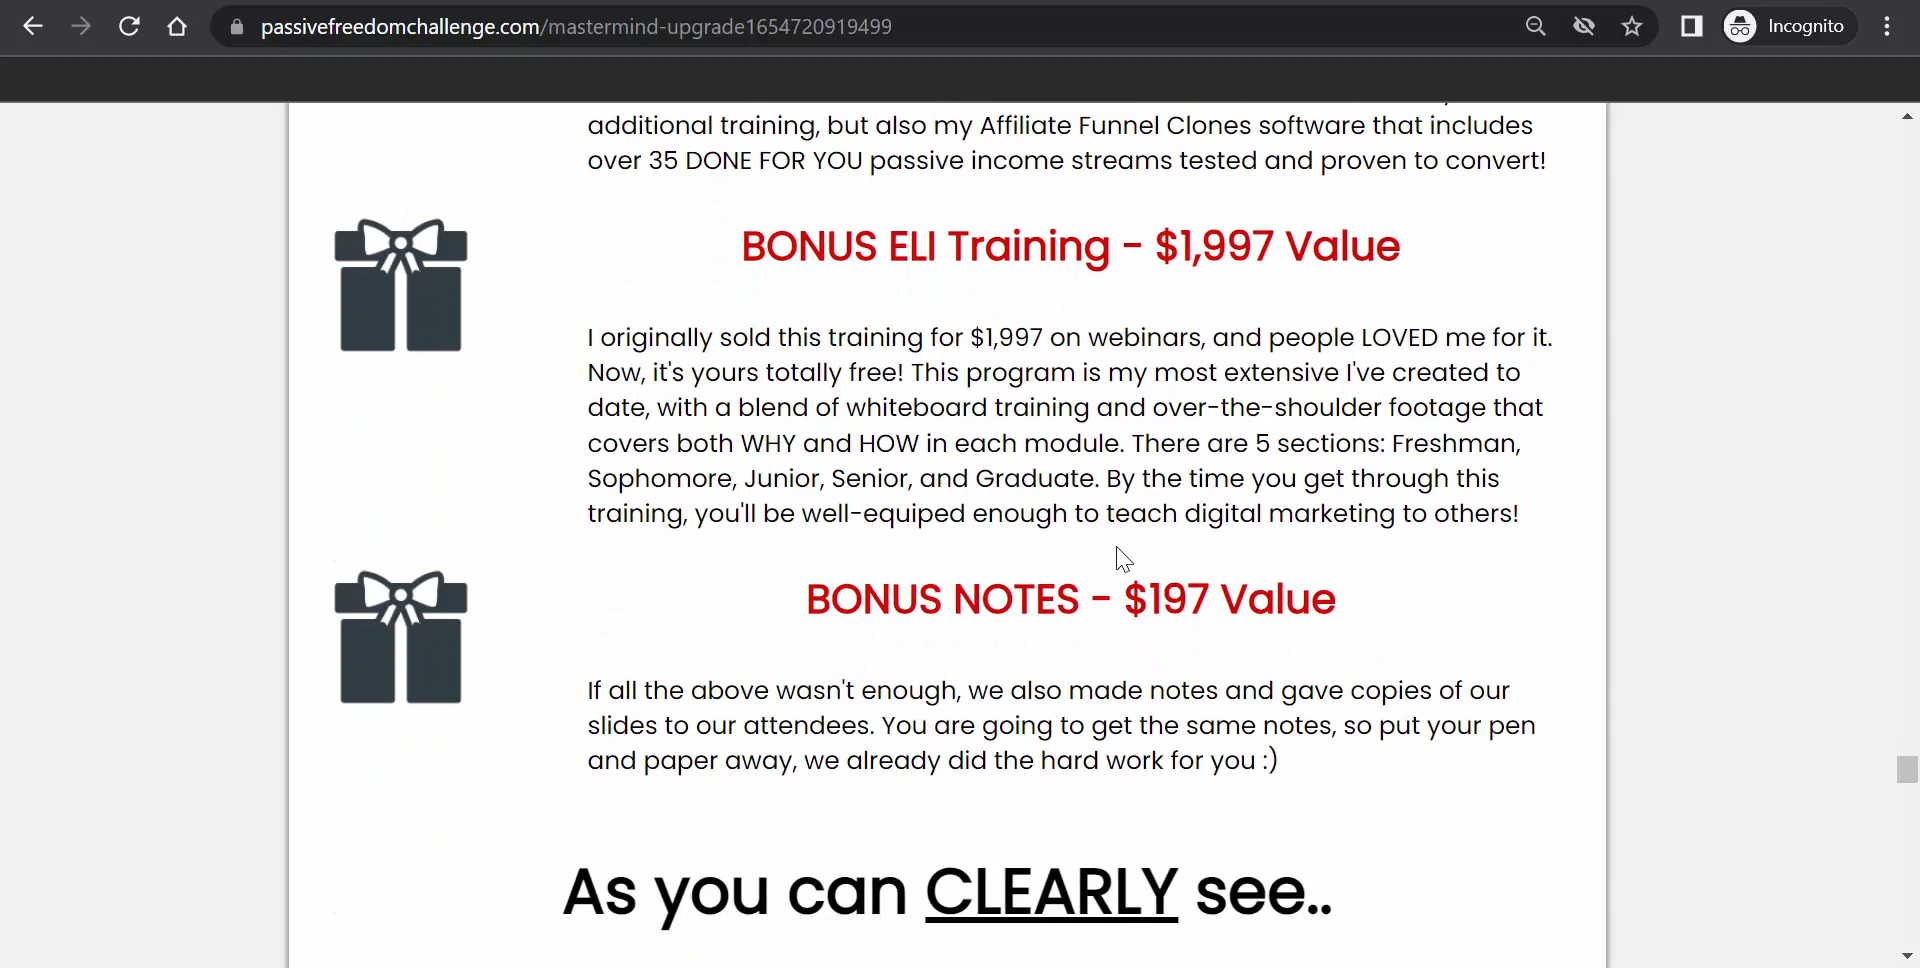 passivefreedomchallenge.com/mastermind-upgrade1654720919499
Incognito
additional training, but also my Affiliate Funnel Clones software that includes
over 35 DONE FOR YOU passive income streams tested and proven to convert!
BONUS ELI Training - $1,997 Value
I originally sold this training for $1,997 on webinars, and people LOVED me for it.
Now, it's yours totally free! This program is my most extensive I've created to
date, with a blend of whiteboard training and over-the-shoulder footage that
covers both WHY and HOW in each module. There are 5 sections: Freshman,
Sophomore, Junior, Senior, and Graduate. By the time you get through this
training, you'll be well-equiped enough to teach digital marketing to others!
BONUS NOTES - $197 Value
If all the above wasn't enough, we also made notes and gave copies of our
slides to our attendees. You are going to get the same notes, so put your pen
and paper away, we already did the hard work for you :)
As you can CLEARLY see..